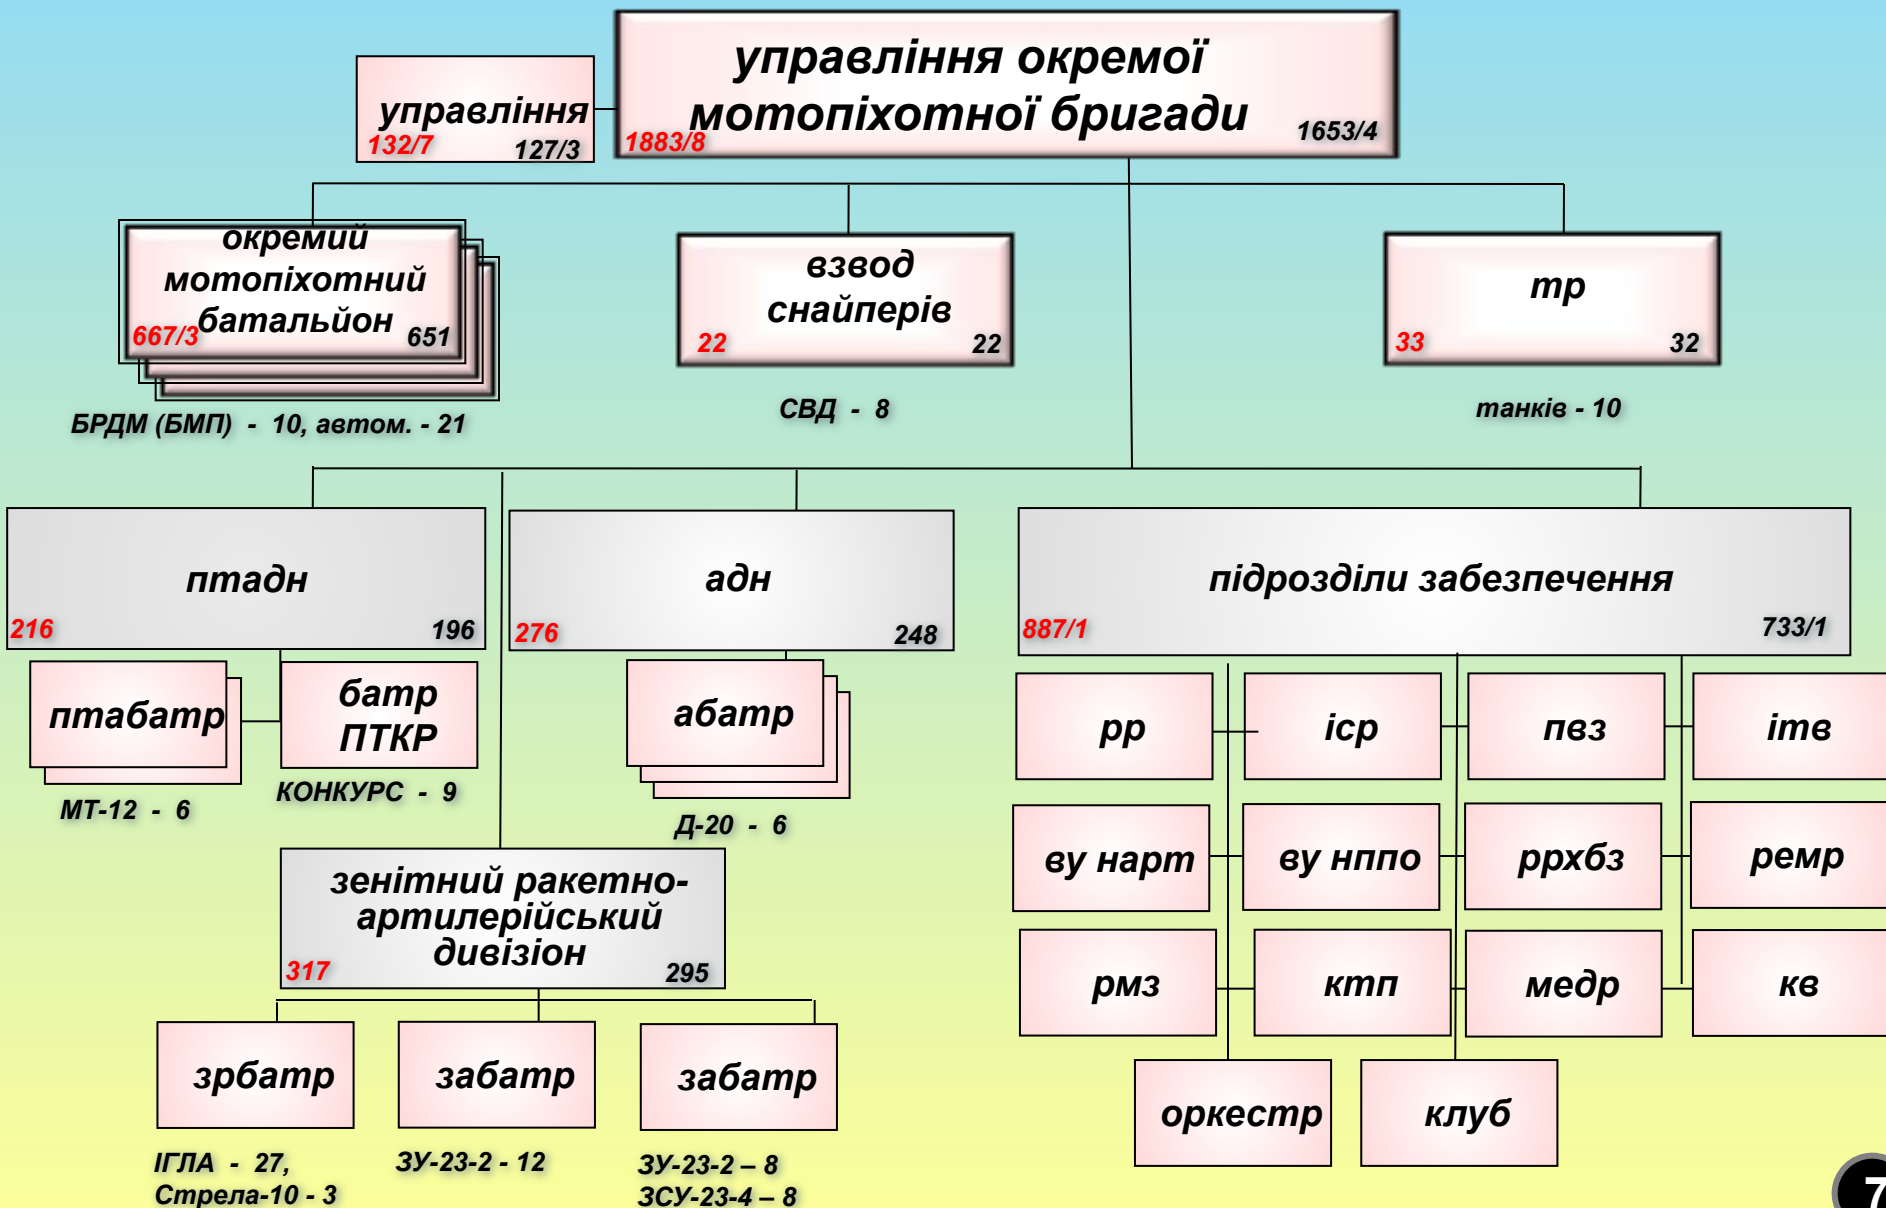 управління окремої
мотопіхотної бригади
1883/8
1653/4
управління
132/7
127/3
окремий
мотопіхотний
батальйон
667/3
651
БРДМ (БМП) - 10, автом. - 21
взвод
снайперів
22
22
СВД - 8
тр
33
32
танків - 10
птадн
216
196
адн
276
248
підрозділи забезпечення
887/1
733/1
птабатр
МТ-12 - 6
батр
ПТКР
КОНКУРС - 9
абатр
Д-20 - 6
зенітний ракетно-
артилерійський
дивізіон
317
295
зрбатр
ІГЛА - 27,
Стрела-10 - 3
забатр
ЗУ-23-2 - 12
забатр
ЗУ-23-2 – 8
ЗСУ-23-4 – 8
рр
іср
пвз
ітв
ву нарт
ву нппо
ррхбз
ремр
рмз
ктп
медр
кв
оркестр
клуб
7